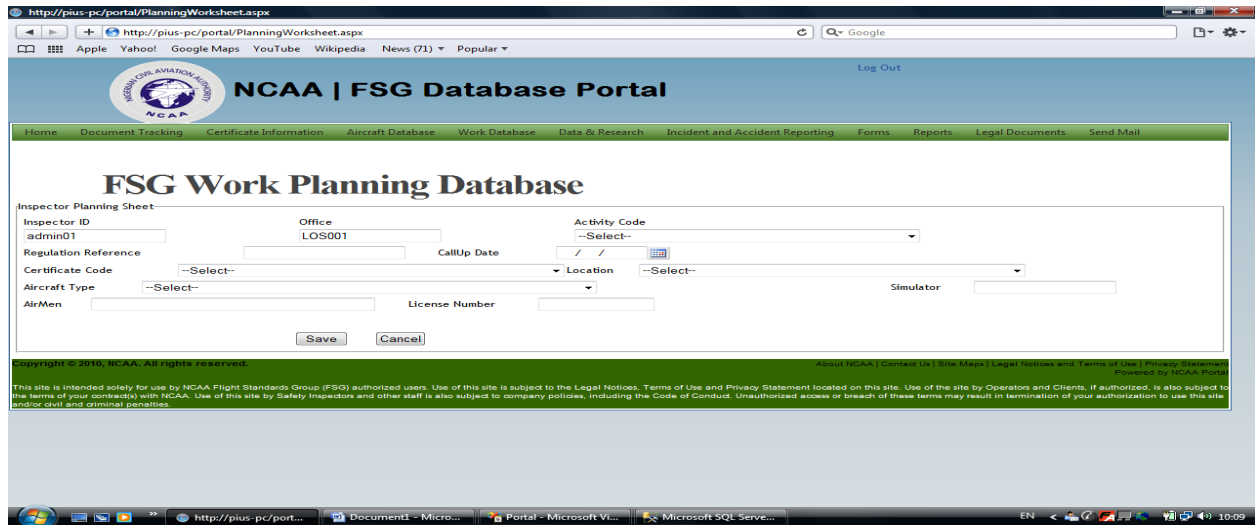 http://pius-pc/portal/PlanningWorksheet.aspx
http://pius-pc/portal/PlanningWorksheet.aspx
Google
Apple Yahoo! Google Maps YouTube Wikipedia News (71) Popular
Log Out
NIGERIAN CIVIL AVIATION AUTHORITY
NCAA
NCAA | FSG Database Portal
Home Document Tracking Certificate Information Aircraft Database Work Database Data & Research Incident and Accident Reporting Forms Reports Legal Documents Send Mail
FSG Work Planning Database
Inspector Planning Sheet
Inspector ID Office Activity Code
admin01 LOS001 --Select--
Regulation Reference CallUp Date / /
Certificate Code --Select-- Location --Select--
Aircraft Type --Select-- Simulator
AirMen License Number
Save Cancel
Copyright © 2010, NCAA. All rights reserved. About NCAA | Contact Us | Site Maps | Legal Notices and Terms of Use | Privacy Statement
Powered by NCAA Portal
This site is intended solely for use by NCAA Flight Standards Group (FSG) authorized users. Use of this site is subject to the Legal Notices, Terms of Use and Privacy Statement located on this site. Use of the site by Operators and Clients, if authorized, is also subject to
the terms of your contract(s) with NCAA. Use of this site by Safety Inspectors and other staff is also subject to company policies, including the Code of Conduct. Unauthorized access or breach of these terms may result in termination of your authorization to use this site
and/or civil and criminal penalties.
http://pius-pc/port... Document1 - Micro... Portal - Microsoft Vi... Microsoft SQL Serve... EN 10:09